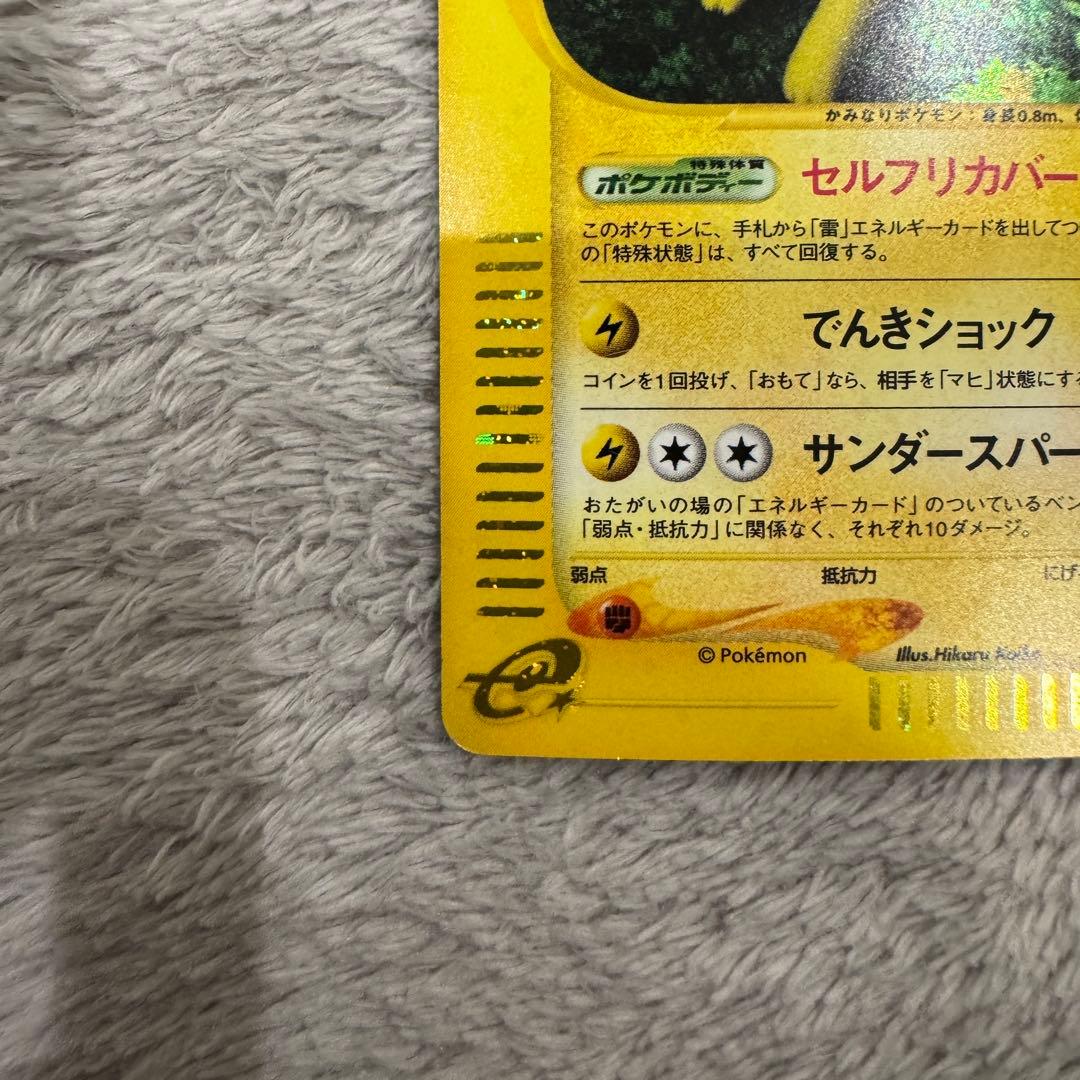 かみなりポケモン：身長0.8m、
特殊体質
ポケボディー
セルフリカバー
このポケモンに、手札から「雷」エネルギーカードを出してつ
の「特殊状態」は、すべて回復する。
でんきショック
コインを1回投げ、「おもて」なら、相手を「マヒ」状態にす
サンダースパー
おたがいの場の「エネルギーカード」のついているベン
「弱点・抵抗力」に関係なく、それぞれ10ダメージ。
弱点 抵抗力 にげ
©Pokémon Illus.Hikaru Koike
e